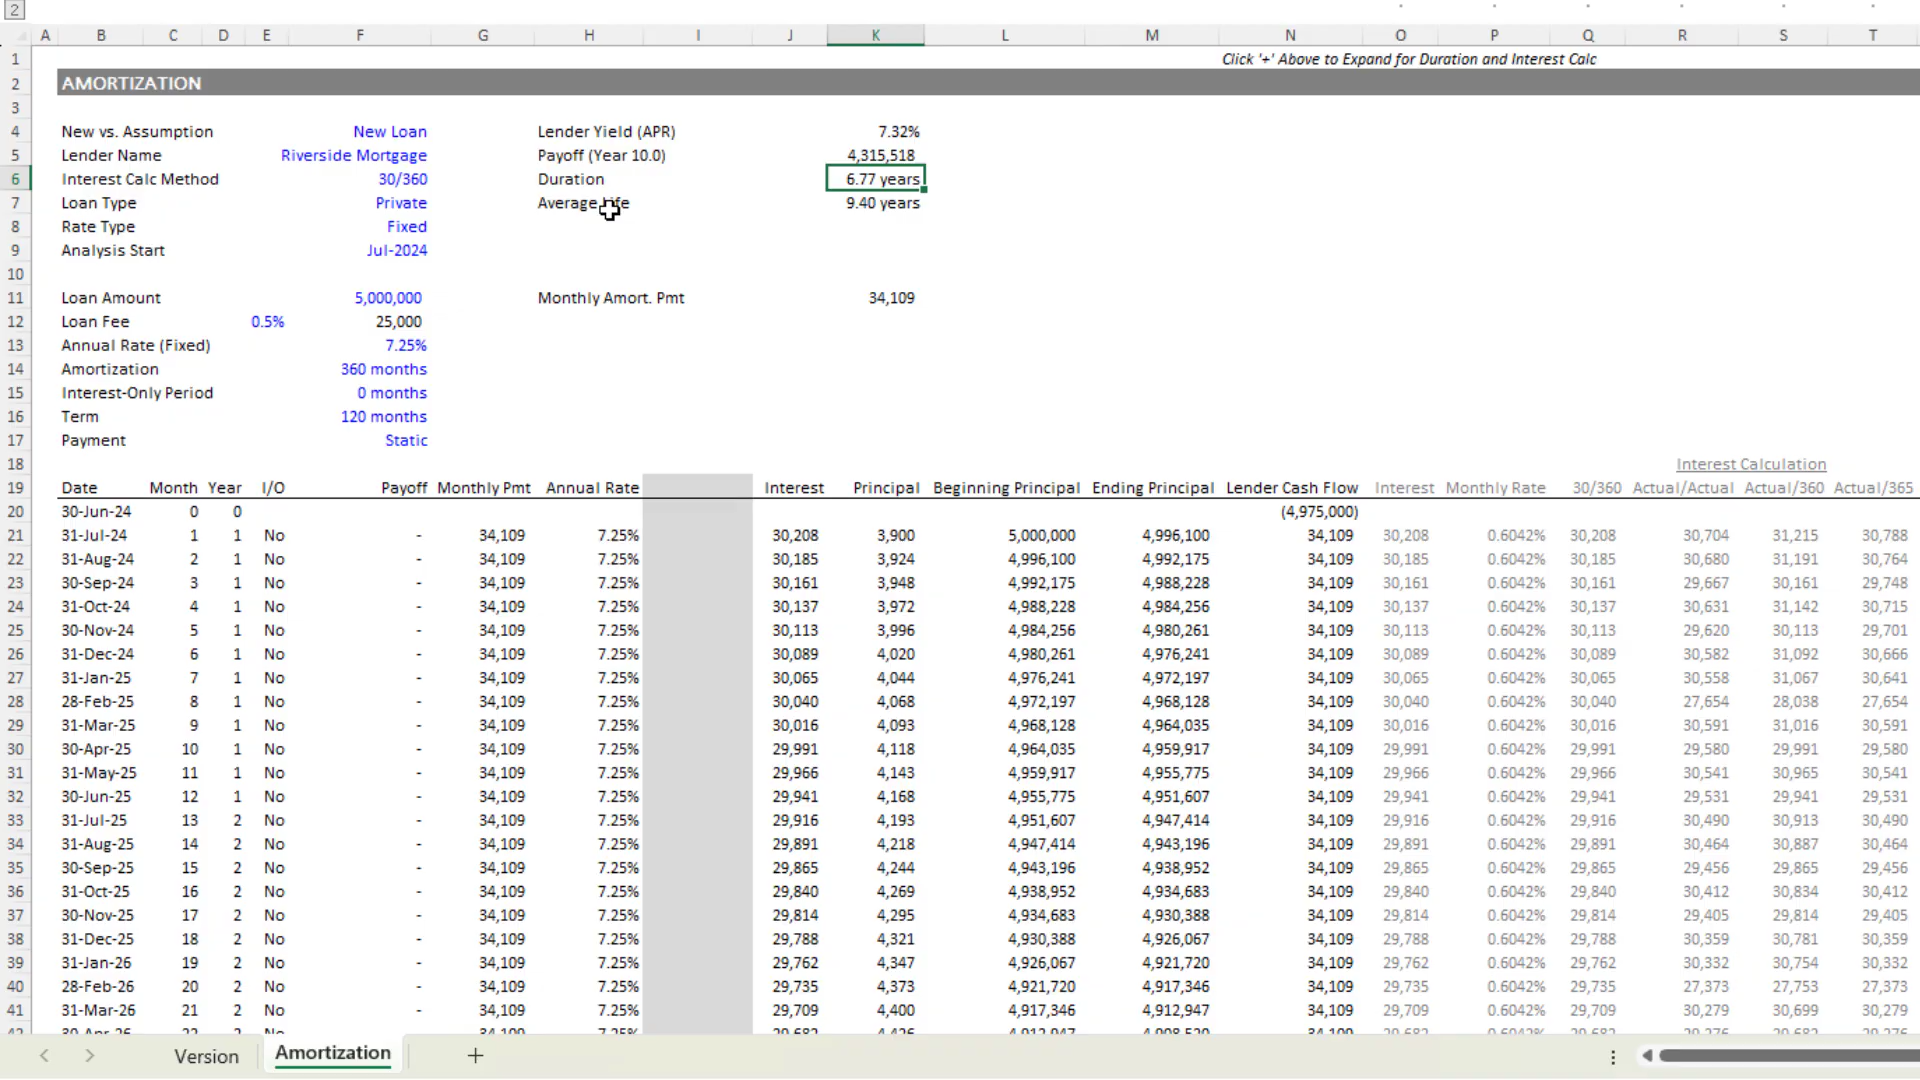 2
A B C D E F G H I J K L M N O P Q R S T
1 Click '+' Above to Expand for Duration and Interest Calc
2 AMORTIZATION
3
4 New vs. Assumption New Loan Lender Yield (APR) 7.32%
5 Lender Name Riverside Mortgage Payoff (Year 10.0) 4,315,518
6 Interest Calc Method 30/360 Duration 6.77 years
7 Loan Type Private Average Life 9.40 years
8 Rate Type Fixed
9 Analysis Start Jul-2024
10
11 Loan Amount 5,000,000 Monthly Amort. Pmt 34,109
12 Loan Fee 0.5% 25,000
13 Annual Rate (Fixed) 7.25%
14 Amortization 360 months
15 Interest-Only Period 0 months
16 Term 120 months
17 Payment Static
18 Interest Calculation
19 Date Month Year I/O Payoff Monthly Pmt Annual Rate Interest Principal Beginning Principal Ending Principal Lender Cash Flow Interest Monthly Rate 30/360 Actual/Actual Actual/360 Actual/365
20 30-Jun-24 0 0 (4,975,000)
21 31-Jul-24 1 1 No - 34,109 7.25% 30,208 3,900 5,000,000 4,996,100 34,109 30,208 0.6042% 30,208 30,704 31,215 30,788
22 31-Aug-24 2 1 No - 34,109 7.25% 30,185 3,924 4,996,100 4,992,175 34,109 30,185 0.6042% 30,185 30,680 31,191 30,764
23 30-Sep-24 3 1 No - 34,109 7.25% 30,161 3,948 4,992,175 4,988,228 34,109 30,161 0.6042% 30,161 29,667 30,161 29,748
24 31-Oct-24 4 1 No - 34,109 7.25% 30,137 3,972 4,988,228 4,984,256 34,109 30,137 0.6042% 30,137 30,631 31,142 30,715
25 30-Nov-24 5 1 No - 34,109 7.25% 30,113 3,996 4,984,256 4,980,261 34,109 30,113 0.6042% 30,113 29,620 30,113 29,701
26 31-Dec-24 6 1 No - 34,109 7.25% 30,089 4,020 4,980,261 4,976,241 34,109 30,089 0.6042% 30,089 30,582 31,092 30,666
27 31-Jan-25 7 1 No - 34,109 7.25% 30,065 4,044 4,976,241 4,972,197 34,109 30,065 0.6042% 30,065 30,558 31,067 30,641
28 28-Feb-25 8 1 No - 34,109 7.25% 30,040 4,068 4,972,197 4,968,128 34,109 30,040 0.6042% 30,040 27,654 28,038 27,654
29 31-Mar-25 9 1 No - 34,109 7.25% 30,016 4,093 4,968,128 4,964,035 34,109 30,016 0.6042% 30,016 30,591 31,016 30,591
30 30-Apr-25 10 1 No - 34,109 7.25% 29,991 4,118 4,964,035 4,959,917 34,109 29,991 0.6042% 29,991 29,580 29,991 29,580
31 31-May-25 11 1 No - 34,109 7.25% 29,966 4,143 4,959,917 4,955,775 34,109 29,966 0.6042% 29,966 30,541 30,965 30,541
32 30-Jun-25 12 1 No - 34,109 7.25% 29,941 4,168 4,955,775 4,951,607 34,109 29,941 0.6042% 29,941 29,531 29,941 29,531
33 31-Jul-25 13 2 No - 34,109 7.25% 29,916 4,193 4,951,607 4,947,414 34,109 29,916 0.6042% 29,916 30,490 30,913 30,490
34 31-Aug-25 14 2 No - 34,109 7.25% 29,891 4,218 4,947,414 4,943,196 34,109 29,891 0.6042% 29,891 30,464 30,887 30,464
35 30-Sep-25 15 2 No - 34,109 7.25% 29,865 4,244 4,943,196 4,938,952 34,109 29,865 0.6042% 29,865 29,456 29,865 29,456
36 31-Oct-25 16 2 No - 34,109 7.25% 29,840 4,269 4,938,952 4,934,683 34,109 29,840 0.6042% 29,840 30,412 30,834 30,412
37 30-Nov-25 17 2 No - 34,109 7.25% 29,814 4,295 4,934,683 4,930,388 34,109 29,814 0.6042% 29,814 29,405 29,814 29,405
38 31-Dec-25 18 2 No - 34,109 7.25% 29,788 4,321 4,930,388 4,926,067 34,109 29,788 0.6042% 29,788 30,359 30,781 30,359
39 31-Jan-26 19 2 No - 34,109 7.25% 29,762 4,347 4,926,067 4,921,720 34,109 29,762 0.6042% 29,762 30,332 30,754 30,332
40 28-Feb-26 20 2 No - 34,109 7.25% 29,735 4,373 4,921,720 4,917,346 34,109 29,735 0.6042% 29,735 27,373 27,753 27,373
41 31-Mar-26 21 2 No - 34,109 7.25% 29,709 4,400 4,917,346 4,912,947 34,109 29,709 0.6042% 29,709 30,279 30,699 30,279
Version Amortization +